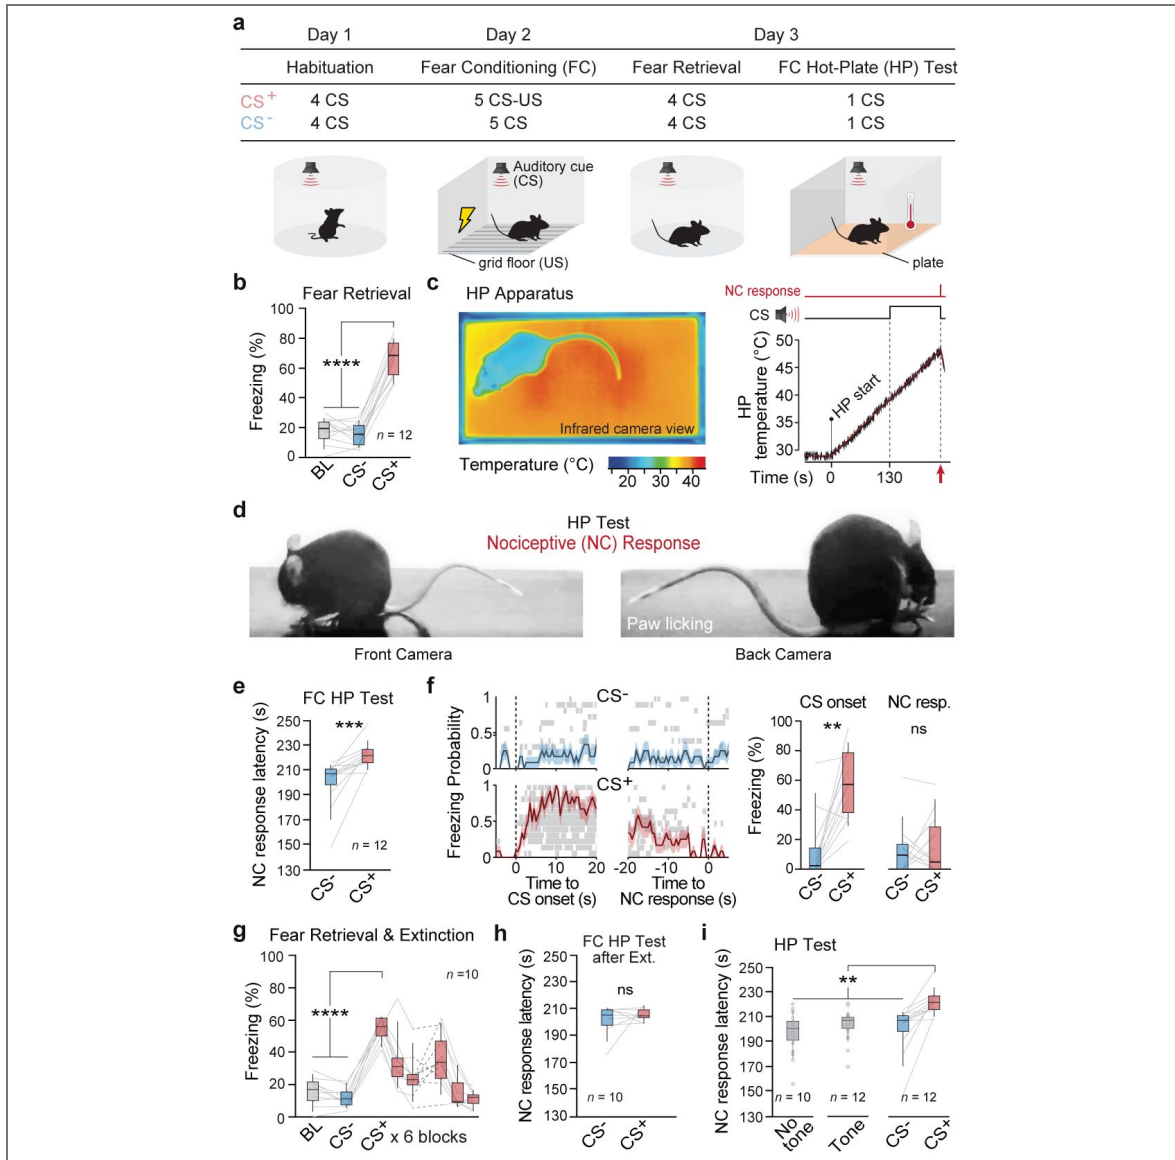 a
Day 1 Day 2 Day 3
Habituation Fear Conditioning (FC) Fear Retrieval FC Hot-Plate (HP) Test
CS+ 4 CS 5 CS-US 4 CS 1 CS
CS- 4 CS 5 CS 4 CS 1 CS
Auditory cue
(CS)
grid floor (US)
plate
b Fear Retrieval
Freezing (%)
100
80
60
40
20
0
****
n = 12
BL CS- CS+
c HP Apparatus
Infrared camera view
Temperature (°C)
20 30 40
NC response
CS
HP
temperature (°C)
45
40
35
30
HP start
Time (s) 0 130
d
HP Test
Nociceptive (NC) Response
Paw licking
Front Camera Back Camera
e FC HP Test
NC response latency (s)
250
230
210
190
170
150
130
***
n = 12
CS- CS+
f
Freezing Probability
CS-
1
0.5
0
CS+
1
0.5
0
0 10 20
Time to
CS onset (s)
-20 -10 0
Time to
NC response (s)
CS onset NC resp.
** ns
Freezing (%)
100
80
60
40
20
0
CS- CS+ CS- CS+
g Fear Retrieval & Extinction
Freezing (%)
100
80
60
40
20
0
****
n =10
BL CS- CS+ x 6 blocks
h FC HP Test
after Ext.
NC response latency (s)
250
230
210
190
170
150
130
ns
n = 10
CS- CS+
i HP Test
NC response latency (s)
250
230
210
190
170
150
130
**
n = 10 n = 12 n = 12
No
tone Tone CS- CS+